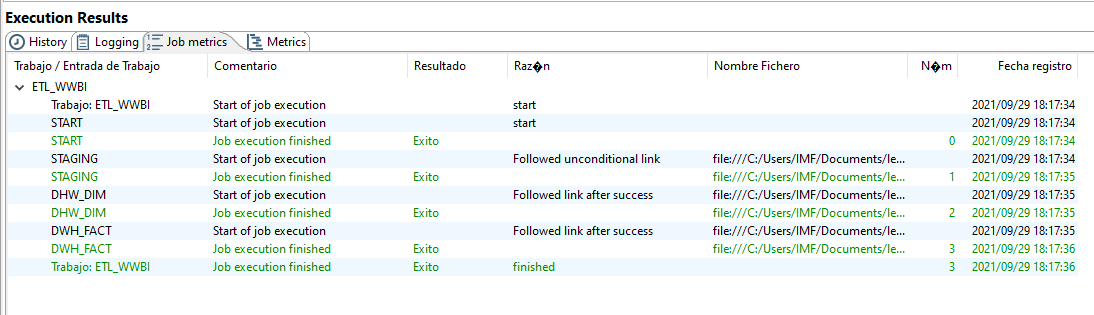 Execution Results
History Logging Job metrics Metrics
Trabajo / Entrada de Trabajo Comentario Resultado Raz�n Nombre Fichero N�m Fecha registro
ETL_WWBI
Trabajo: ETL_WWBI Start of job execution start 2021/09/29 18:17:34
START Start of job execution start 2021/09/29 18:17:34
START Job execution finished Exito 0 2021/09/29 18:17:34
STAGING Start of job execution Followed unconditional link file:///C:/Users/IMF/Documents/le... 2021/09/29 18:17:34
STAGING Job execution finished Exito file:///C:/Users/IMF/Documents/le... 1 2021/09/29 18:17:35
DHW_DIM Start of job execution Followed link after success file:///C:/Users/IMF/Documents/le... 2021/09/29 18:17:35
DHW_DIM Job execution finished Exito file:///C:/Users/IMF/Documents/le... 2 2021/09/29 18:17:35
DWH_FACT Start of job execution Followed link after success file:///C:/Users/IMF/Documents/le... 2021/09/29 18:17:35
DWH_FACT Job execution finished Exito file:///C:/Users/IMF/Documents/le... 3 2021/09/29 18:17:36
Trabajo: ETL_WWBI Job execution finished Exito finished 3 2021/09/29 18:17:36